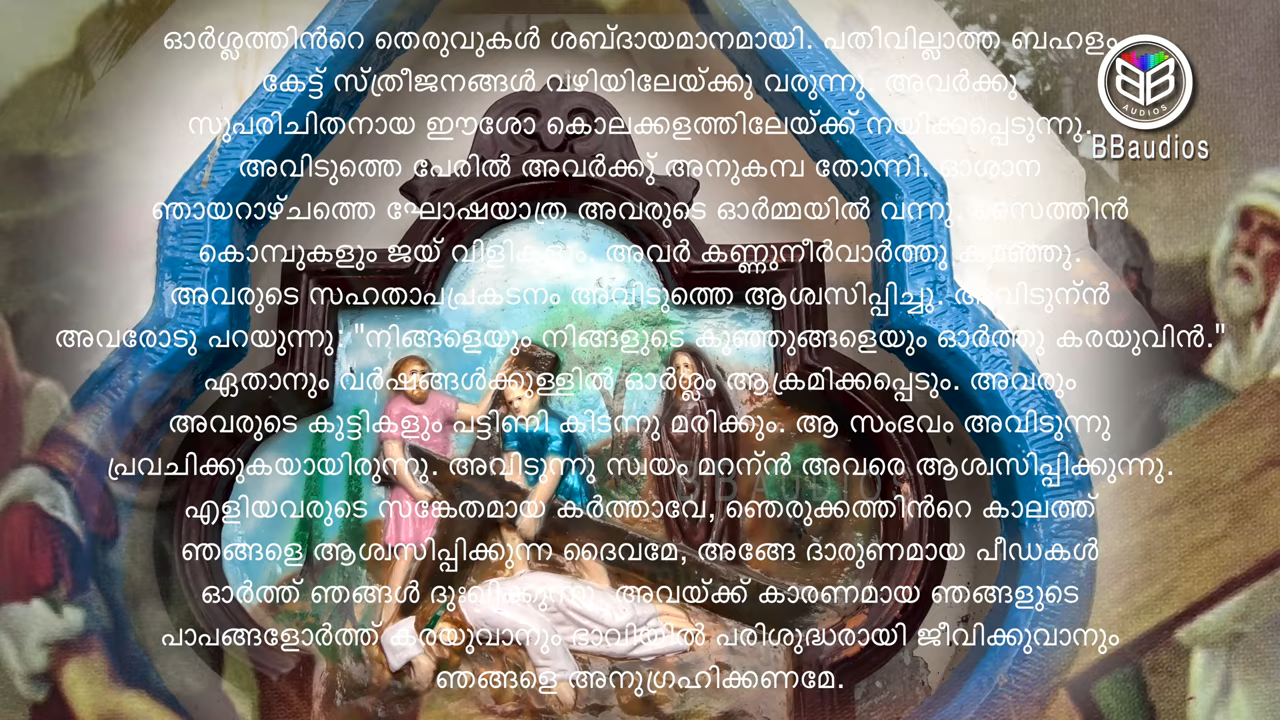 ഓർശ്ലത്തിൻറെ തെരുവുകൾ ശബ്ദായമാനമായി. പതിവില്ലാത്ത ബഹളം
കേട്ട് സ്ത്രീജനങ്ങൾ വഴിയിലേയ്ക്കു വരുന്നു. അവർക്കു
സുപരിചിതനായ ഈശോ കൊലക്കളത്തിലേയ്ക്ക് നയിക്കപ്പെടുന്നു.
അവിടുത്തെ പേരിൽ അവർക്കു് അനുകമ്പ തോന്നി. ഓശാന
ഞായറാഴ്ചത്തെ ഘോഷയാത്ര അവരുടെ ഓർമ്മയിൽ വന്നു. സൈത്തിൻ
കൊമ്പുകളും ജയ് വിളികളും. അവർ കണ്ണുനീർവാർത്തു കരഞ്ഞു.
അവരുടെ സഹതാപപ്രകടനം അവിടുത്തെ ആശ്വസിപ്പിച്ചു. അവിടുന്ൻ
അവരോടു പറയുന്നു: "നിങ്ങളെയും നിങ്ങളുടെ കുഞ്ഞുങ്ങളെയും ഓർത്തു കരയുവിൻ."
ഏതാനും വർഷങ്ങൾക്കുള്ളിൽ ഓർശ്ലം ആക്രമിക്കപ്പെടും. അവരും
അവരുടെ കുട്ടികളും പട്ടിണി കിടന്നു മരിക്കും. ആ സംഭവം അവിടുന്നു
പ്രവചിക്കുകയായിരുന്നു. അവിടുന്നു സ്വയം മറന്ൻ അവരെ ആശ്വസിപ്പിക്കുന്നു.
എളിയവരുടെ സങ്കേതമായ കർത്താവേ, ഞെരുക്കത്തിൻറെ കാലത്ത്
ഞങ്ങളെ ആശ്വസിപ്പിക്കുന്ന ദൈവമേ, അങ്ങേ ദാരുണമായ പീഡകൾ
ഓർത്ത് ഞങ്ങൾ ദുഃഖിക്കുന്നു. അവയ്ക്ക് കാരണമായ ഞങ്ങളുടെ
പാപങ്ങളോർത്ത് കരയുവാനും ഭാവിയിൽ പരിശുദ്ധരായി ജീവിക്കുവാനും
ഞങ്ങളെ അനുഗ്രഹിക്കണമേ.
BB
AUDIOS
BBaudios
BB AUDIO